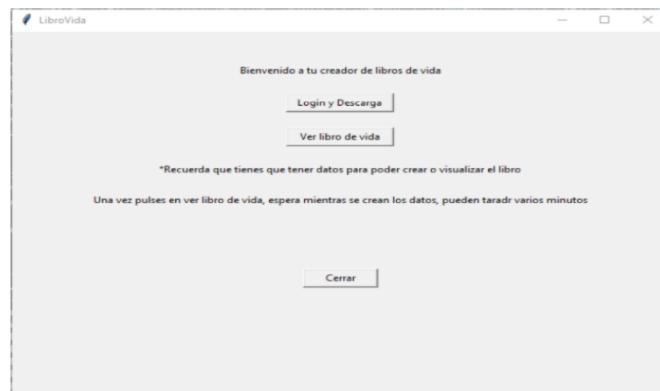 LibroVida
Bienvenido a tu creador de libros de vida
Login y Descarga
Ver libro de vida
*Recuerda que tienes que tener datos para poder crear o visualizar el libro
Una vez pulses en ver libro de vida, espera mientras se crean los datos, pueden taradr varios minutos
Cerrar